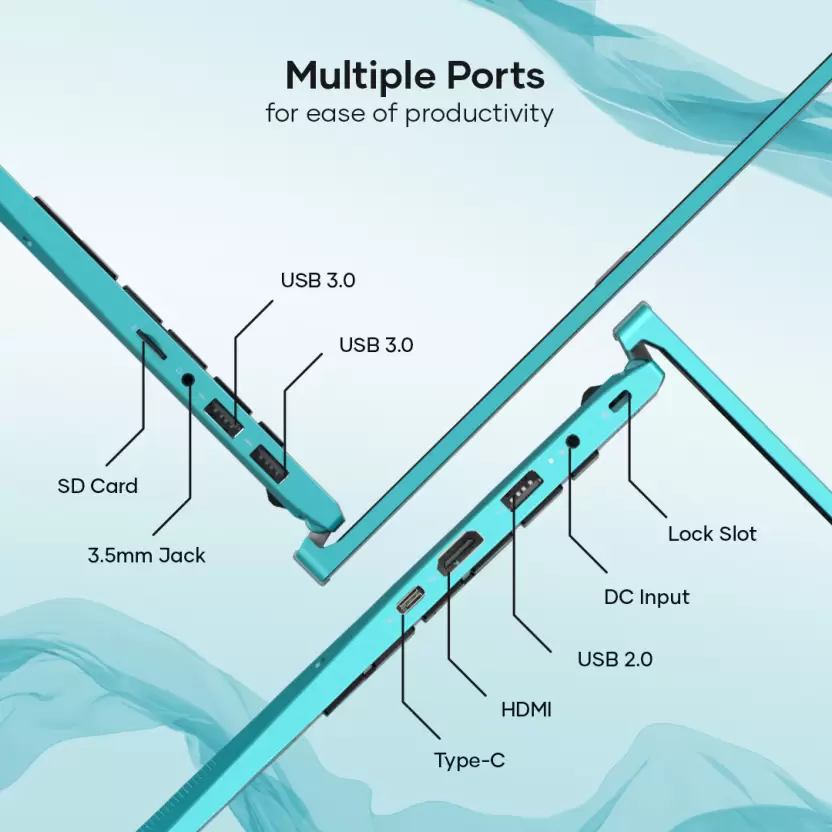 Multiple Ports
for ease of productivity
USB 3.0
USB 3.0
SD Card
3.5mm Jack
Lock Slot
DC Input
USB 2.0
HDMI
Type-C